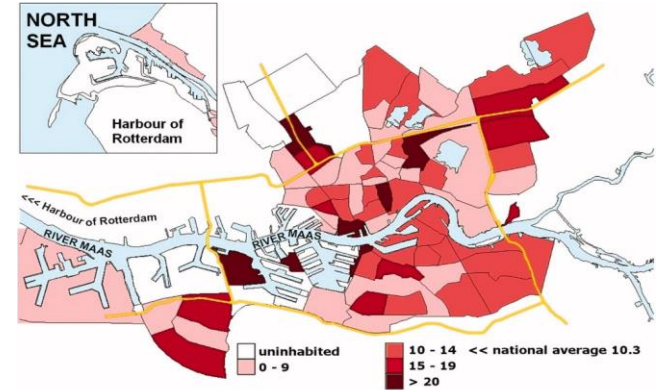 NORTH
SEA
Harbour of
Rotterdam
<<< Harbour of Rotterdam
RIVER MAAS
RIVER MAAS
uninhabited
0 - 9
10 - 14 << national average 10.3
15 - 19
> 20